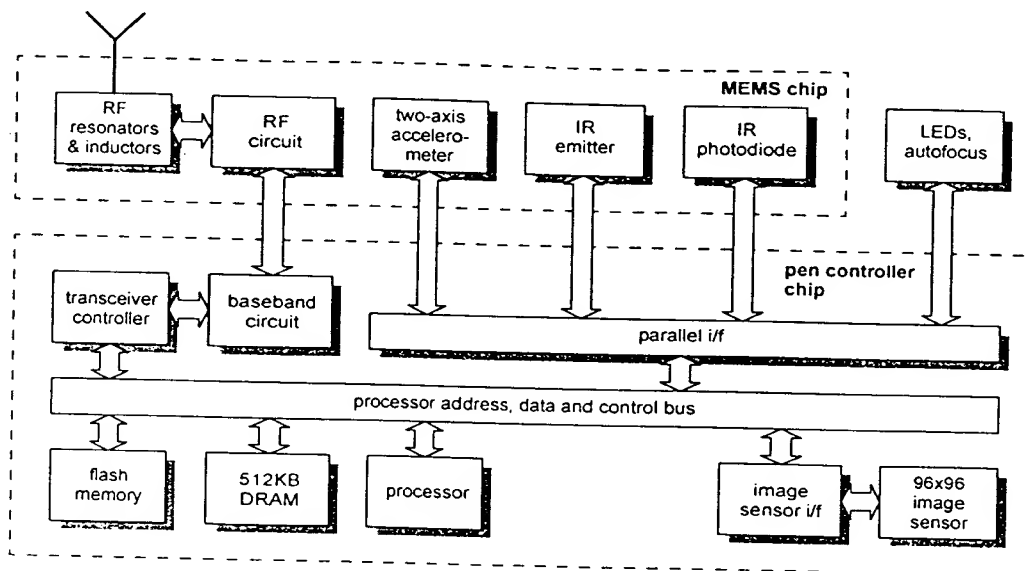 MEMS chip
RF
resonators
& inductors
RF
circuit
two-axis
accelero-
meter
IR
emitter
IR
photodiode
LEDs,
autofocus
pen controller
chip
transceiver
controller
baseband
circuit
parallel i/f
processor address, data and control bus
flash
memory
512KB
DRAM
processor
image
sensor i/f
96x96
image
sensor